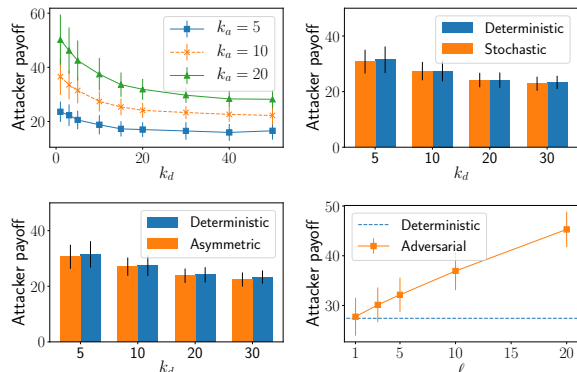 60
40
20
Attacker payoff
k_a = 5
k_a = 10
k_a = 20
0
20
40
k_d
40
20
0
Attacker payoff
Deterministic
Stochastic
5
10
20
30
k_d
40
20
0
Attacker payoff
Deterministic
Asymmetric
5
10
20
30
k_d
50
40
30
Attacker payoff
Deterministic
Adversarial
1
5
10
15
20
ℓ